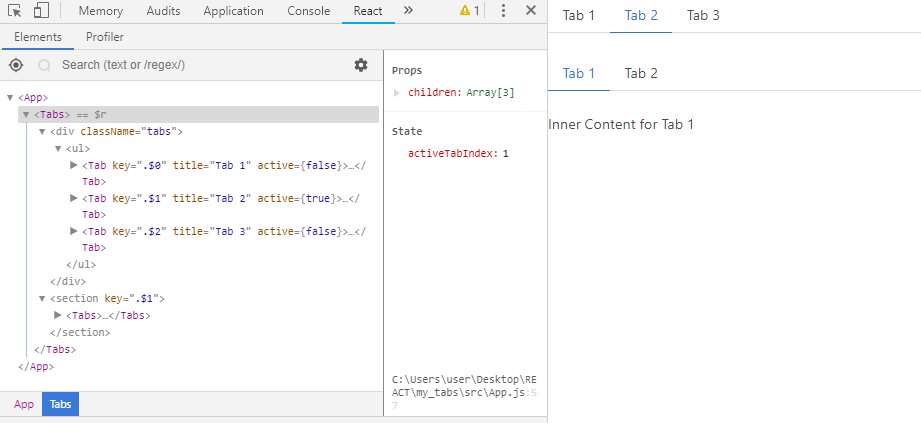 Memory Audits Application Console React » 1
Elements Profiler
Search (text or /regex/)
<App>
<Tabs> == $r
<div className="tabs">
<ul>
<Tab key=".$0" title="Tab 1" active={false}>…</
Tab>
<Tab key=".$1" title="Tab 2" active={true}>…</
Tab>
<Tab key=".$2" title="Tab 3" active={false}>…</
Tab>
</ul>
</div>
<section key=".$1">
<Tabs>…</Tabs>
</section>
</Tabs>
</App>
App Tabs
Props
children: Array[3]
State
activeTabIndex: 1
C:\Users\user\Desktop\RE
ACT\my_tabs\src\App.js:5
7
Tab 1 Tab 2 Tab 3
Tab 1 Tab 2
Inner Content for Tab 1